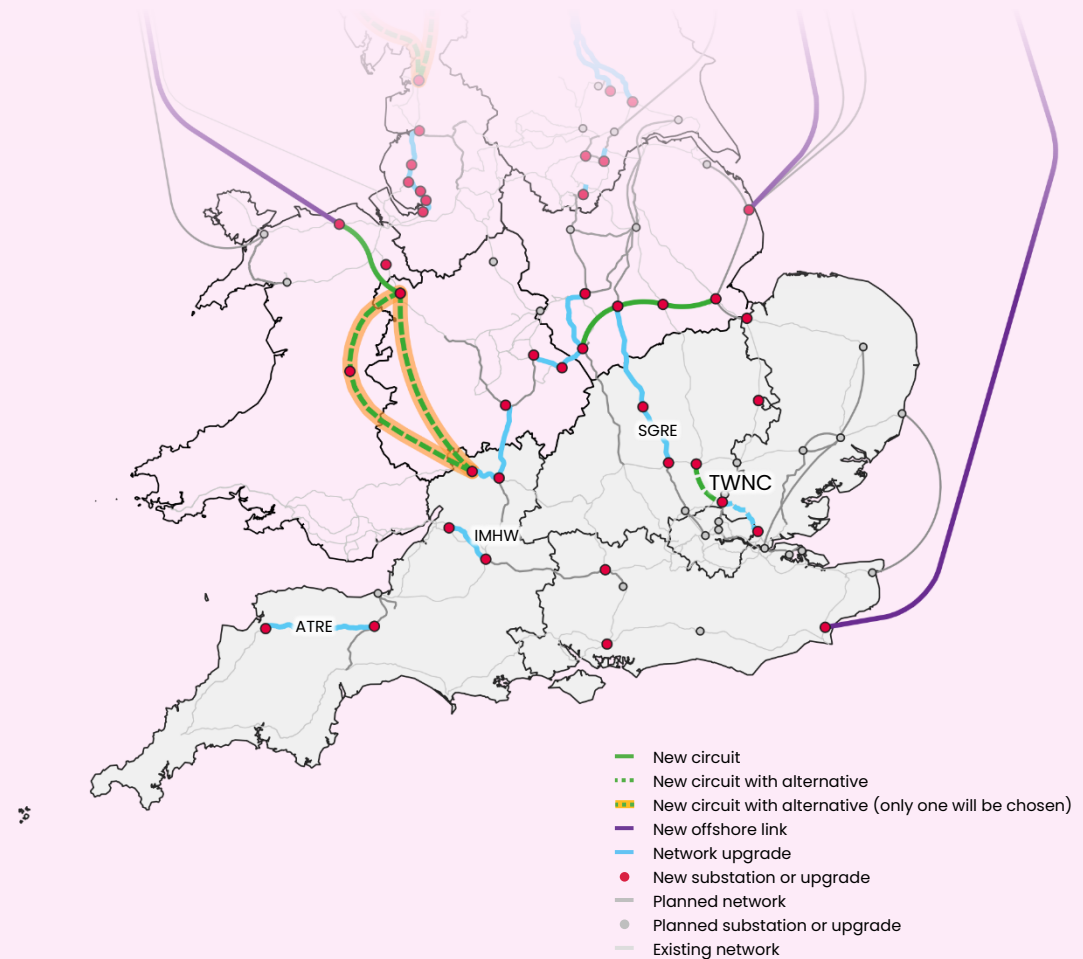 SGRE
TWNC
IMHW
ATRE
New circuit
New circuit with alternative
New circuit with alternative (only one will be chosen)
New offshore link
Network upgrade
New substation or upgrade
Planned network
Planned substation or upgrade
Existing network